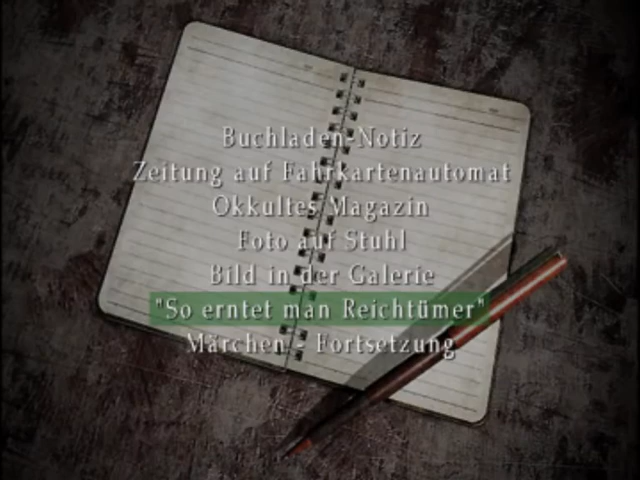 Buchladen-Notiz
Zeitung auf Fahrkartenautomat
Okkultes Magazin
Foto auf Stuhl
Bild in der Galerie
"So erntet man Reichtümer"
Märchen - Fortsetzung